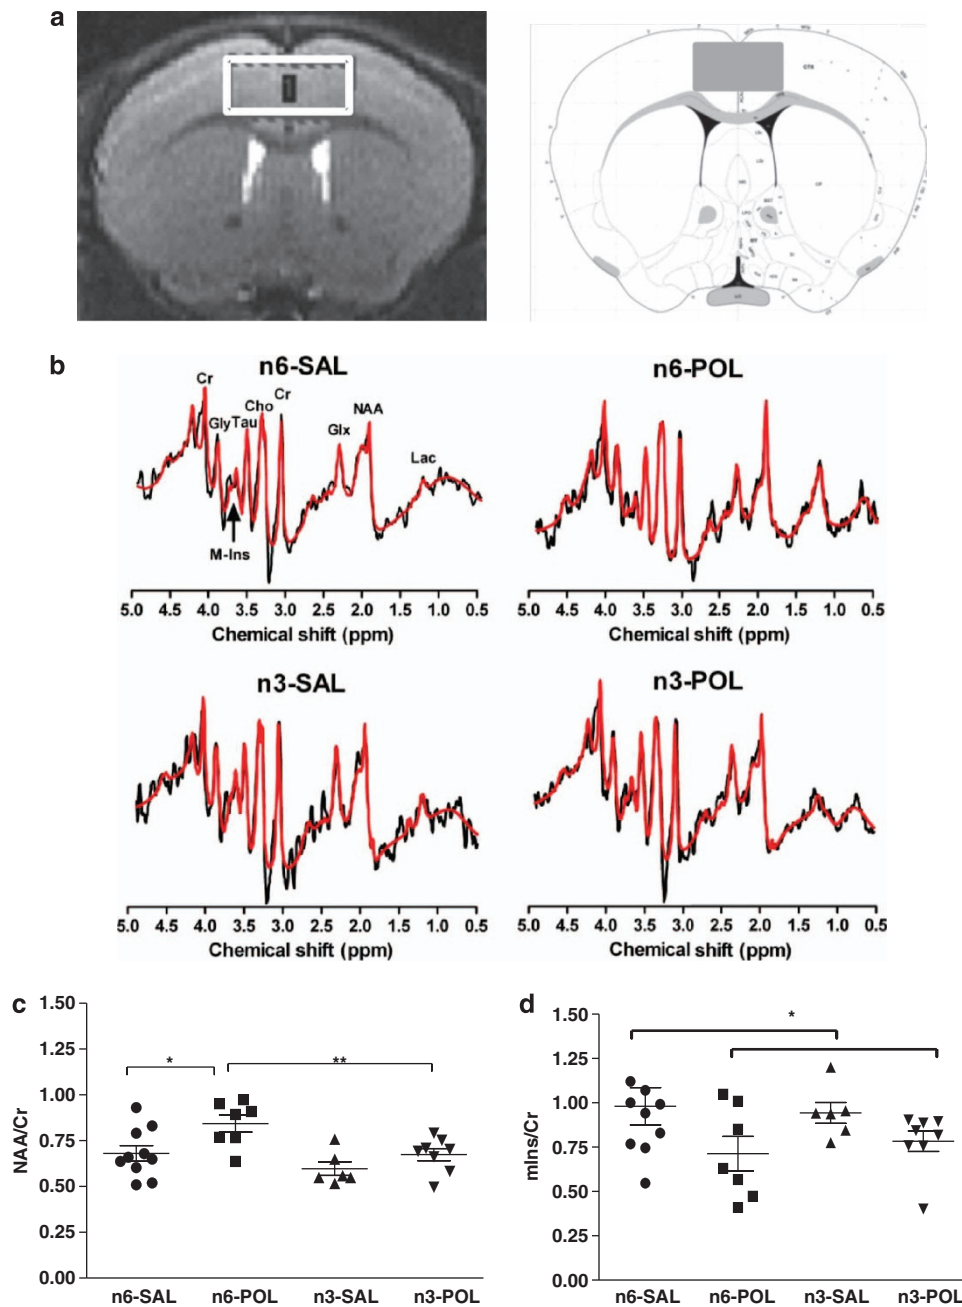 a
CTX
b
n6-SAL
n6-POL
Cr
Gly
Tau
Cho
Cr
Glx
NAA
Lac
M-Ins
5.0 4.5 4.0 3.5 3.0 2.5 2.0 1.5 1.0 0.5
5.0 4.5 4.0 3.5 3.0 2.5 2.0 1.5 1.0 0.5
Chemical shift (ppm)
Chemical shift (ppm)
n3-SAL
n3-POL
5.0 4.5 4.0 3.5 3.0 2.5 2.0 1.5 1.0 0.5
5.0 4.5 4.0 3.5 3.0 2.5 2.0 1.5 1.0 0.5
Chemical shift (ppm)
Chemical shift (ppm)
c
NAA/Cr
1.50
1.25
1.00
0.75
0.50
0.25
0.00
*
**
n6-SAL n6-POL n3-SAL n3-POL
d
mIns/Cr
1.50
1.25
1.00
0.75
0.50
0.25
0.00
*
n6-SAL n6-POL n3-SAL n3-POL